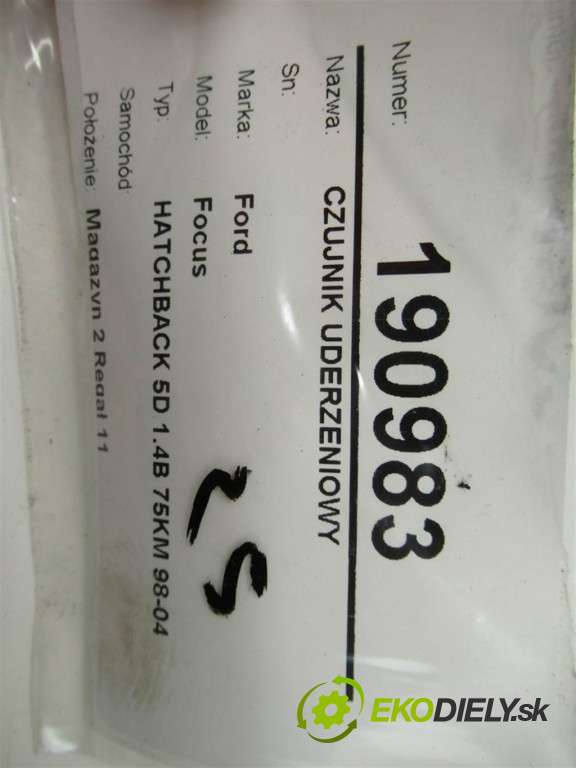 Numer: 190983
Nazwa: CZUJNIK UDERZENIOWY
Sn:
Marka: Ford
Model: Focus
Typ: HATCHBACK 5D 1.4B 75KM 98-04
Samochód:
Położenie: Magazyn 2 Regał 11
25
EKODIELY.sk